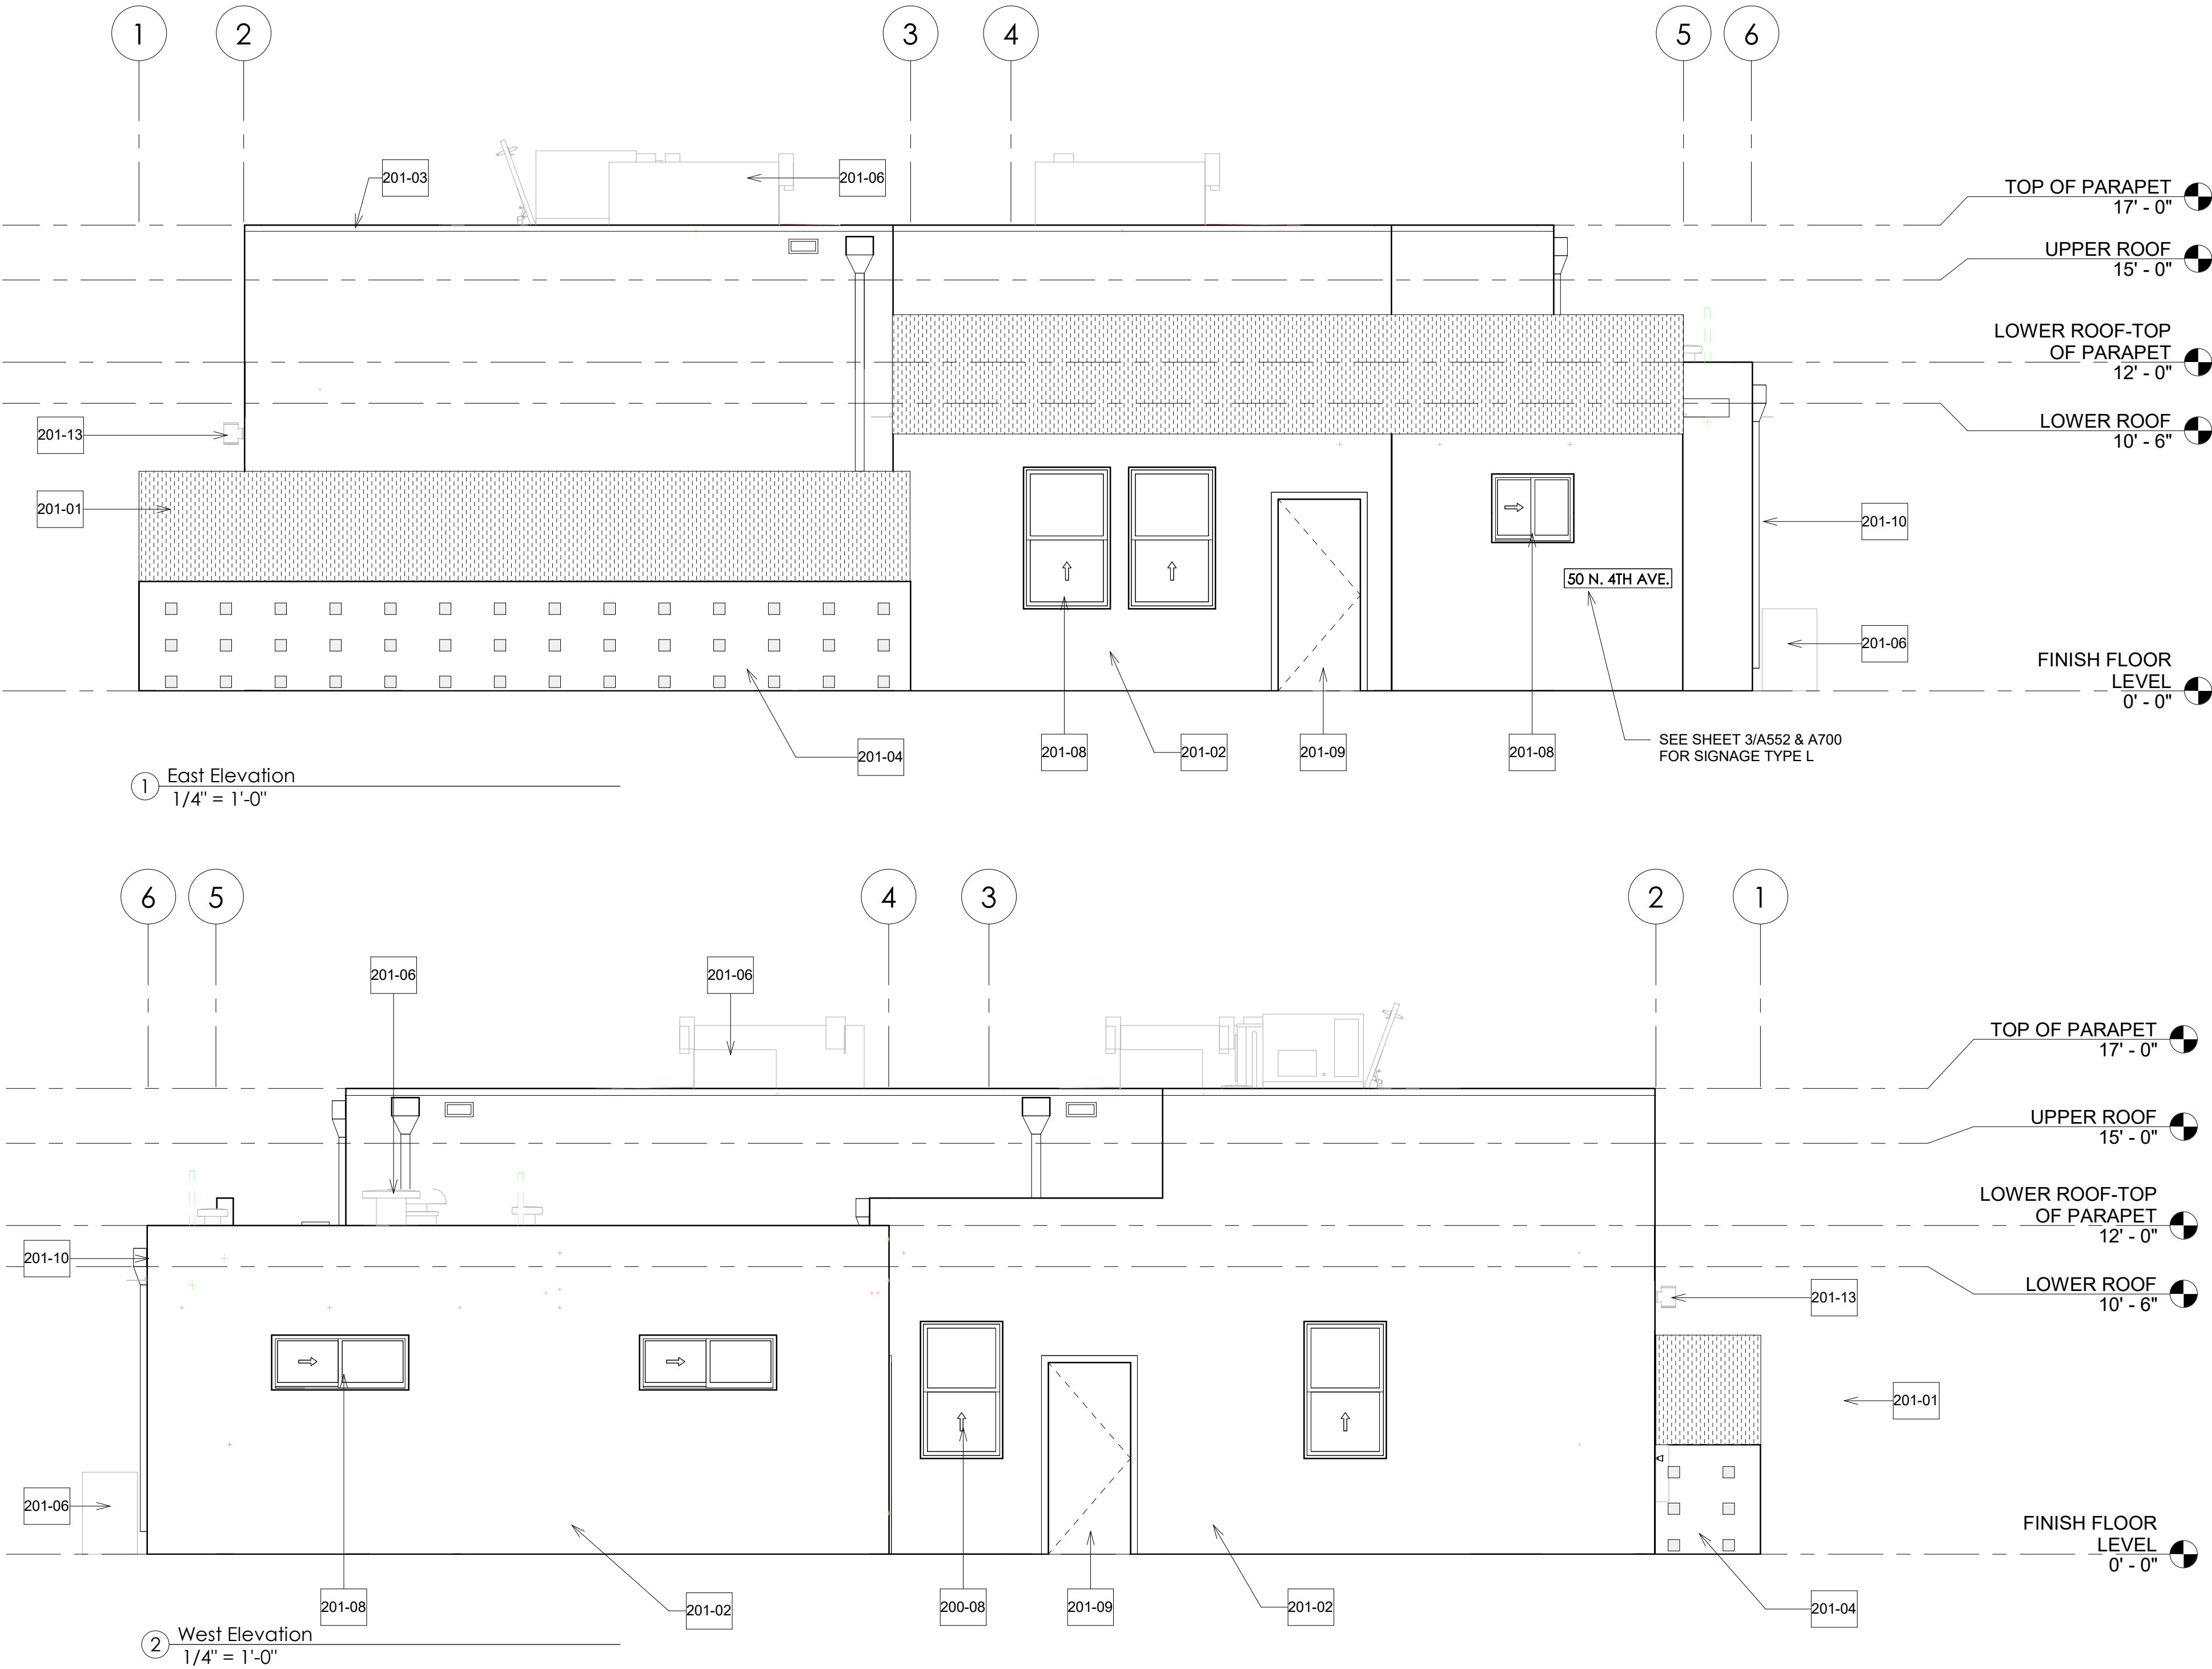 1
2
3
4
5
6
201-03
201-06
TOP OF PARAPET
17' - 0"
UPPER ROOF
15' - 0"
LOWER ROOF-TOP
OF PARAPET
12' - 0"
LOWER ROOF
10' - 6"
201-13
201-01
201-10
50 N. 4TH AVE.
201-06
FINISH FLOOR
LEVEL
0' - 0"
201-04
201-08
201-02
201-09
201-08
SEE SHEET 3/A552 & A700
FOR SIGNAGE TYPE L
1
East Elevation
1/4" = 1'-0"
6
5
4
3
2
1
201-06
201-06
TOP OF PARAPET
17' - 0"
UPPER ROOF
15' - 0"
LOWER ROOF-TOP
OF PARAPET
12' - 0"
201-10
LOWER ROOF
10' - 6"
201-13
201-01
201-06
FINISH FLOOR
LEVEL
0' - 0"
201-08
201-02
200-08
201-09
201-02
201-04
2
West Elevation
1/4" = 1'-0"